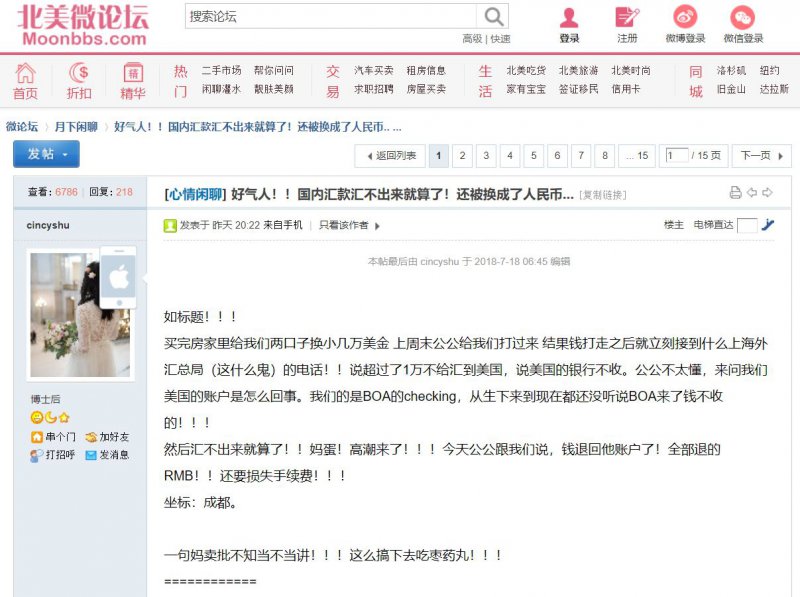 北美微论坛
Moonbbs.com
搜索论坛
高级 | 快速
登录
注册
微博登录
微信登录
首页
折扣
精
精华
热门
二手市场 帮你问问
闲聊灌水 靓肤美颜
交易
汽车买卖 租房信息
求职招聘 房屋买卖
生活
北美吃货 北美旅游 北美时尚
家有宝宝 签证移民 信用卡
同城
洛杉矶 纽约
旧金山 达拉斯
微论坛 › 月下闲聊 › 好气人！！国内汇款汇不出来就算了！还被换成了人民币.. ...
发帖
返回列表 1 2 3 4 5 6 7 8 ... 15 1 / 15 页 下一页
查看: 6786 | 回复: 218
[心情闲聊] 好气人！！国内汇款汇不出来就算了！还被换成了人民币... [复制链接]
cincyshu
发表于 昨天 20:22 来自手机 | 只看该作者
楼主 电梯直达
本帖最后由 cincyshu 于 2018-7-18 06:45 编辑
如标题！！！
买完房家里给我们两口子换小几万美金 上周末公公给我们打过来 结果钱打走之后就立刻接到什么上海外
汇总局（这什么鬼）的电话！！说超过了1万不给汇到美国，说美国的银行不收。公公不太懂，来问我们
美国的账户是怎么回事。我们的是BOA的checking，从生下来到现在都还没听说BOA来了钱不收
的！！！
然后汇不出来就算了！！妈蛋！高潮来了！！！今天公公跟我们说，钱退回他账户了！全部退的
RMB！！还要损失手续费！！！
坐标：成都。
一句妈卖批不知当不当讲！！！这么搞下去吃枣药丸！！！
============
博士后
串个门 加好友
打招呼 发消息